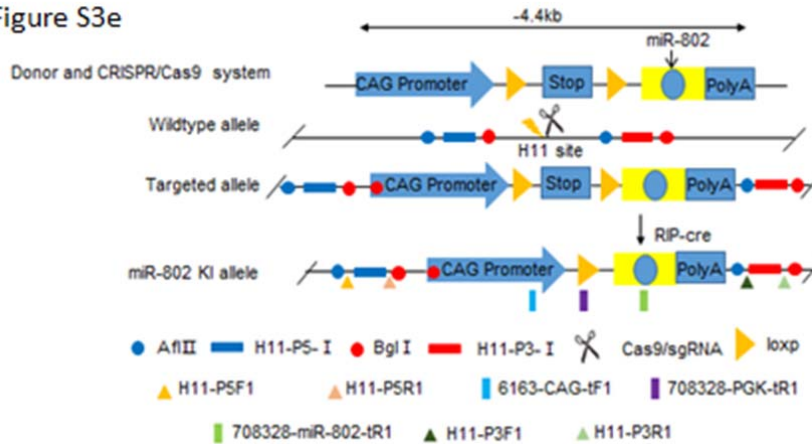 Figure S3e
~4.4kb
miR-802
Donor and CRISPR/Cas9 system
CAG Promoter Stop PolyA
Wildtype allele
H11 site
Targeted allele CAG Promoter Stop PolyA
RIP-cre
miR-802 KI allele CAG Promoter PolyA
AflII H11-P5-I Bgl I H11-P3-I Cas9/sgRNA loxp
H11-P5F1 H11-P5R1 6163-CAG-tF1 708328-PGK-tR1
708328-miR-802-tR1 H11-P3F1 H11-P3R1